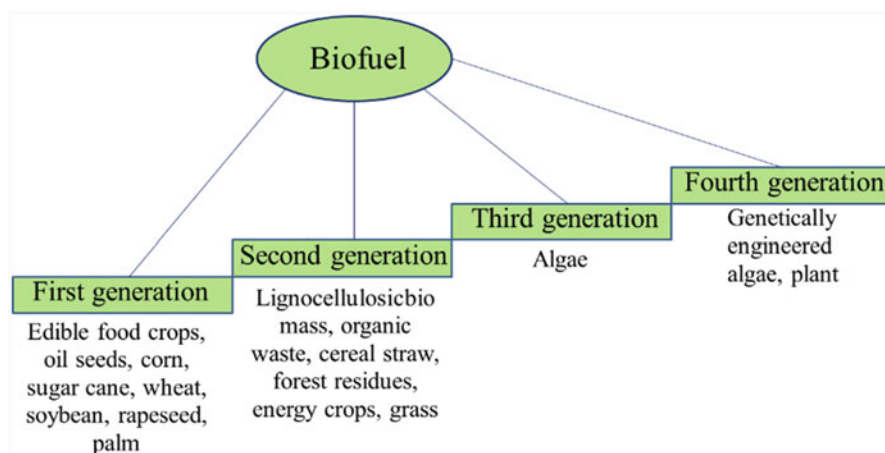 Biofuel
First generation
Edible food crops,
oil seeds, corn,
sugar cane, wheat,
soybean, rapeseed,
palm
Second generation
Lignocellulosicbio
mass, organic
waste, cereal straw,
forest residues,
energy crops, grass
Third generation
Algae
Fourth generation
Genetically
engineered
algae, plant